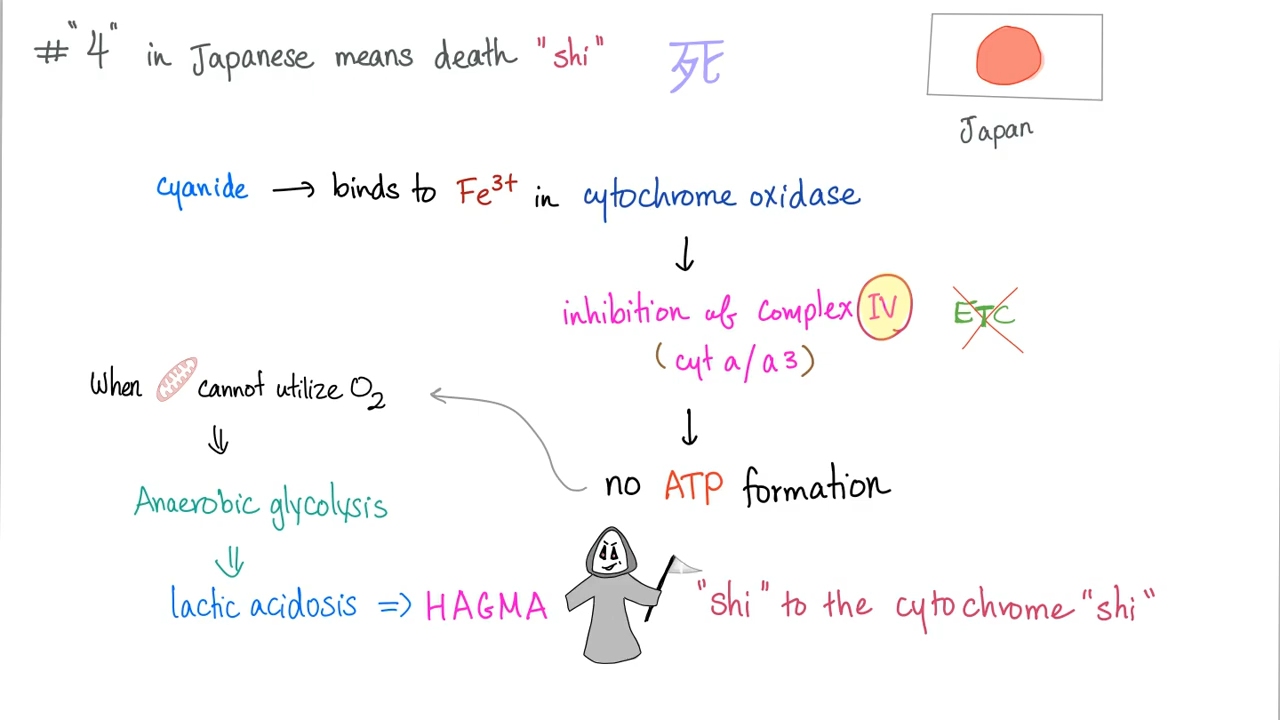 #"4" in Japanese means death "shi" 死
Japan
cyanide → binds to Fe³⁺ in cytochrome oxidase
↓
inhibition of complex IV ETC
(cyt a/a3)
↓
no ATP formation
When cannot utilize O₂
⇓
Anaerobic glycolysis
⇓
lactic acidosis => HAGMA
"shi" to the cytochrome "shi"